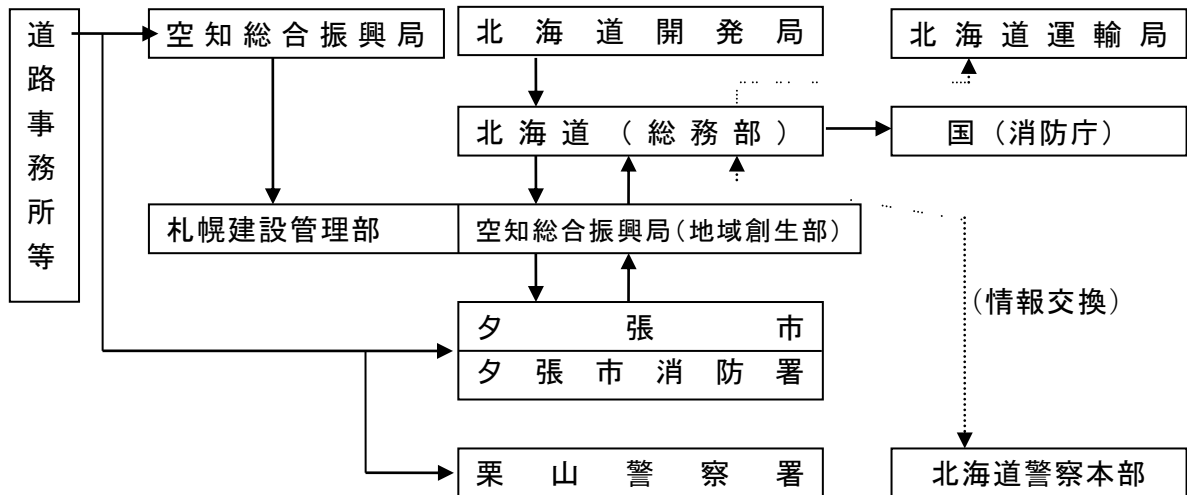 道路事務所等
空知総合振興局
北海道開発局
北海道運輸局
北海道(総務部)
国(消防庁)
札幌建設管理部
空知総合振興局(地域創生部)
(情報交換)
夕張市
夕張市消防署
栗山警察署
北海道警察本部